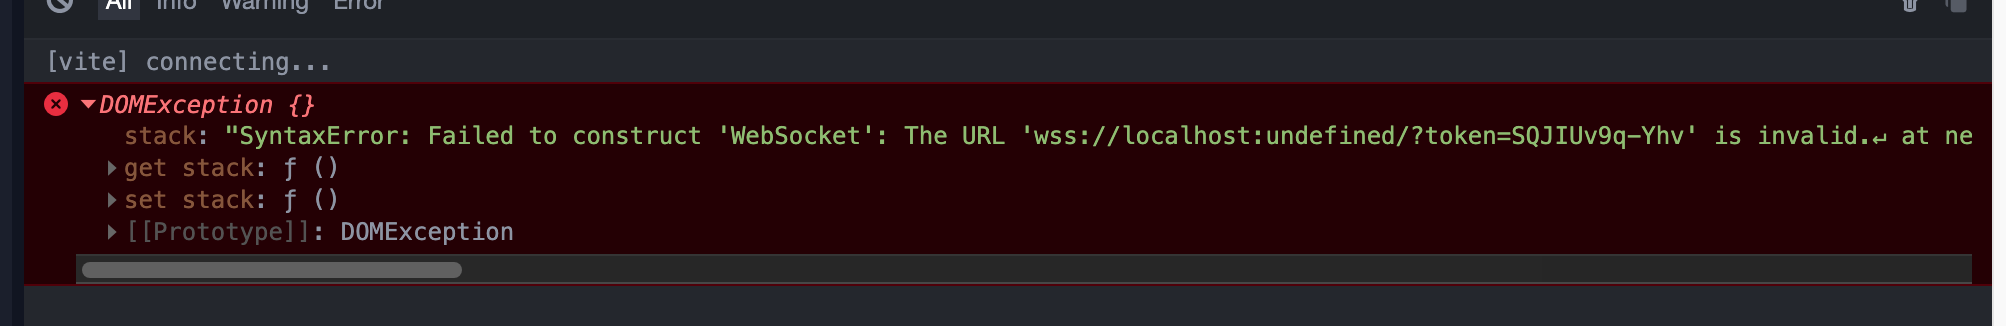 All Info Warning Error
[vite] connecting...
DOMException {}
stack: "SyntaxError: Failed to construct 'WebSocket': The URL 'wss://localhost:undefined/?token=SQJIUv9q-Yhv' is invalid.↵ at ne
get stack: ƒ ()
set stack: ƒ ()
[[Prototype]]: DOMException